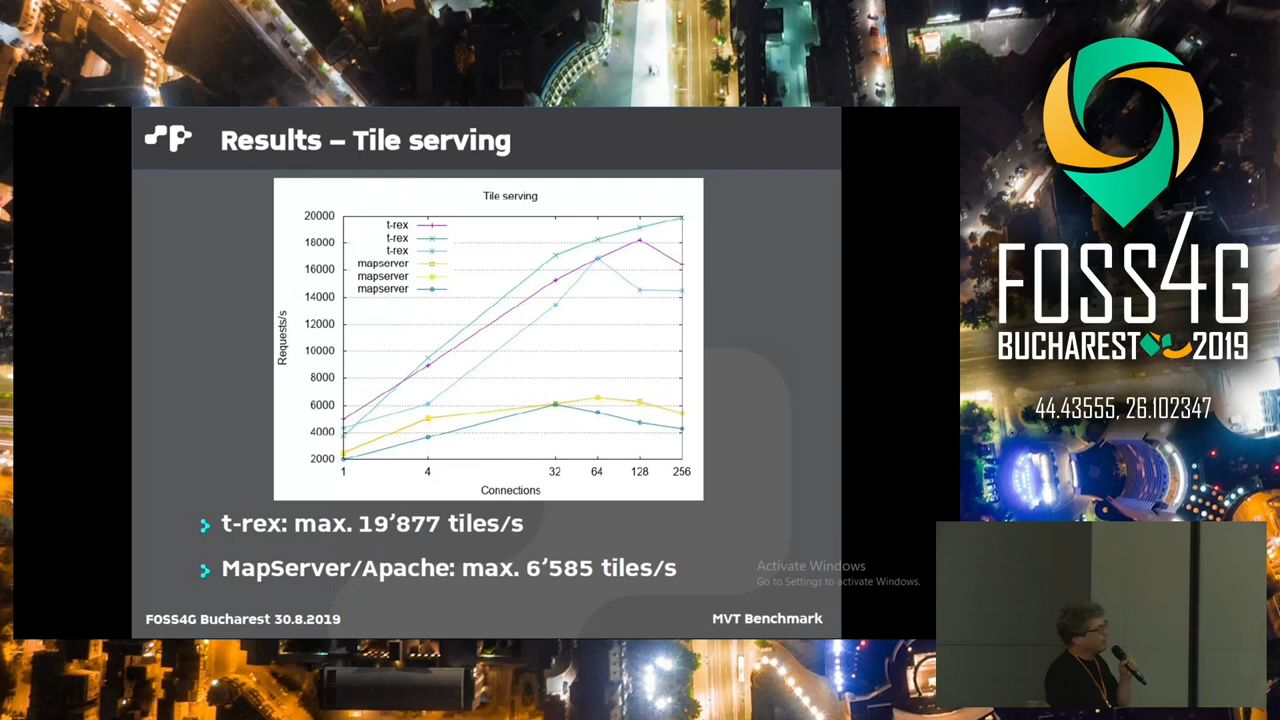 Results – Tile serving
Tile serving
20000
18000
16000
14000
12000
10000
8000
6000
4000
2000
Requests/s
t-rex
t-rex
t-rex
mapserver
mapserver
mapserver
1 4 32 64 128 256
Connections
t-rex: max. 19’877 tiles/s
MapServer/Apache: max. 6’585 tiles/s
Activate Windows
Go to Settings to activate Windows.
FOSS4G Bucharest 30.8.2019
MVT Benchmark
FOSS4G
BUCHAREST 2019
44.43555, 26.102347